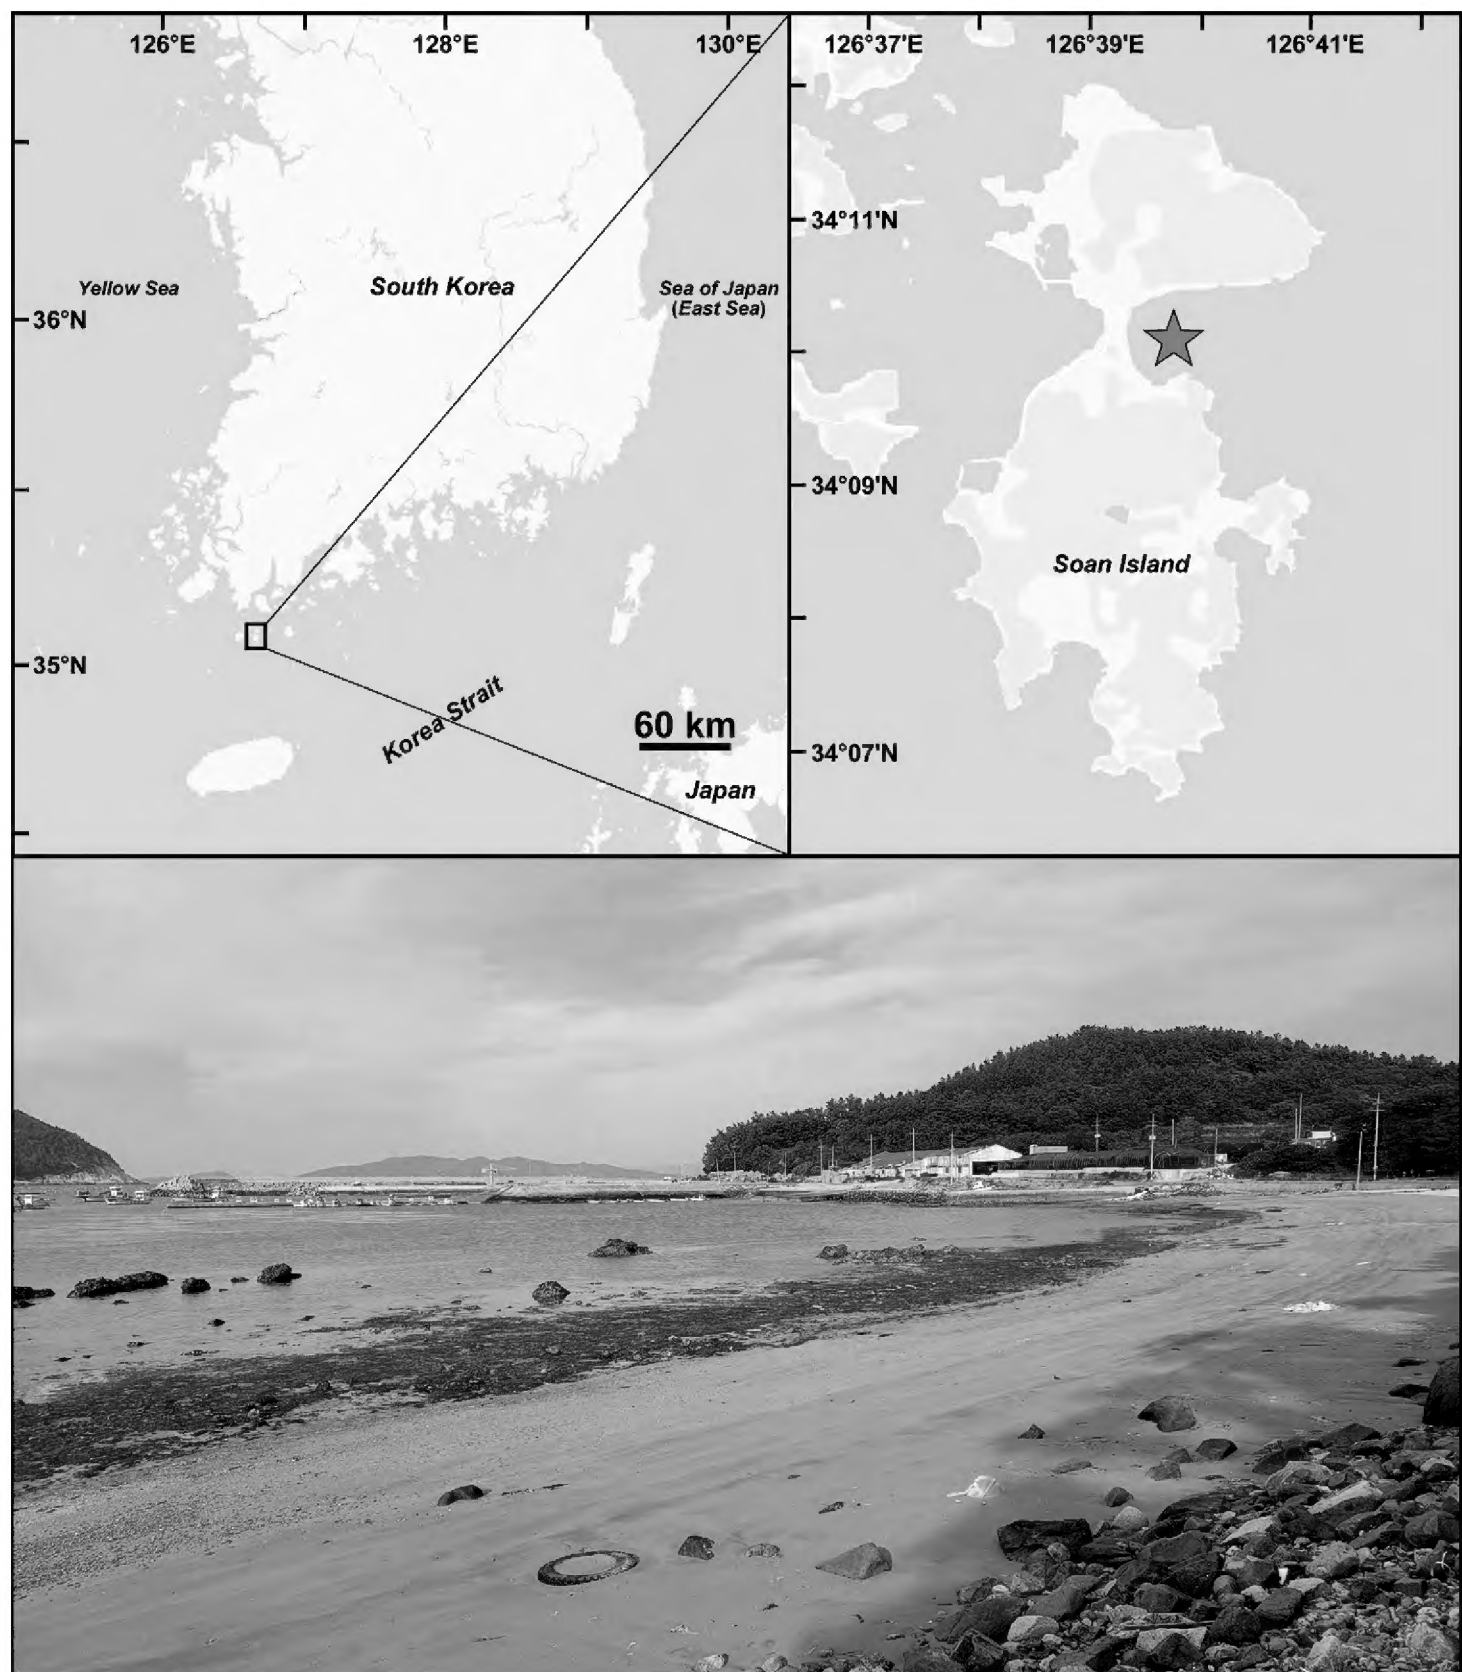 126°E 128°E 130°E
126°37'E 126°39'E 126°41'E
34°11'N
Yellow Sea
South Korea
Sea of Japan
(East Sea)
36°N
34°09'N
Soan Island
35°N
Korea Strait
60 km
34°07'N
Japan